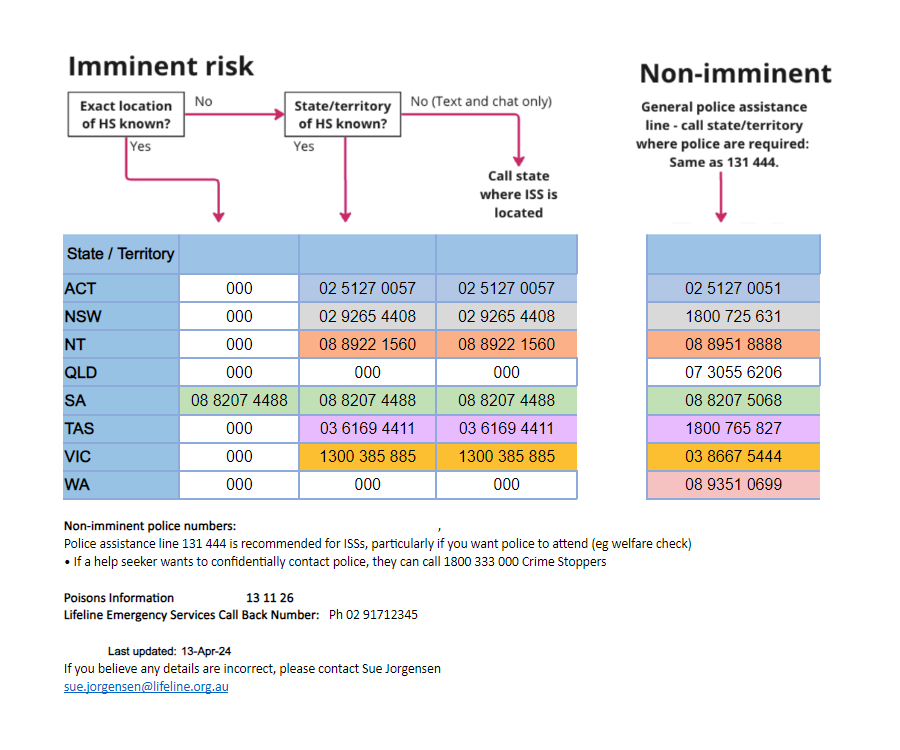 Imminent risk
Non-imminent
Exact location
of HS known?
No
State/territory
of HS known?
No (Text and chat only)
General police assistance
line - call state/territory
where police are required:
Same as 131 444.
Yes
Yes
Call state
where ISS is
located
State / Territory
ACT 000 02 5127 0057 02 5127 0057 02 5127 0051
NSW 000 02 9265 4408 02 9265 4408 1800 725 631
NT 000 08 8922 1560 08 8922 1560 08 8951 8888
QLD 000 000 000 07 3055 6206
SA 08 8207 4488 08 8207 4488 08 8207 4488 08 8207 5068
TAS 000 03 6169 4411 03 6169 4411 1800 765 827
VIC 000 1300 385 885 1300 385 885 03 8667 5444
WA 000 000 000 08 9351 0699
Non-imminent police numbers: ,
Police assistance line 131 444 is recommended for ISSs, particularly if you want police to attend (eg welfare check)
• If a help seeker wants to confidentially contact police, they can call 1800 333 000 Crime Stoppers
Poisons Information 13 11 26
Lifeline Emergency Services Call Back Number: Ph 02 91712345
Last updated: 13-Apr-24
If you believe any details are incorrect, please contact Sue Jorgensen
sue.jorgensen@lifeline.org.au